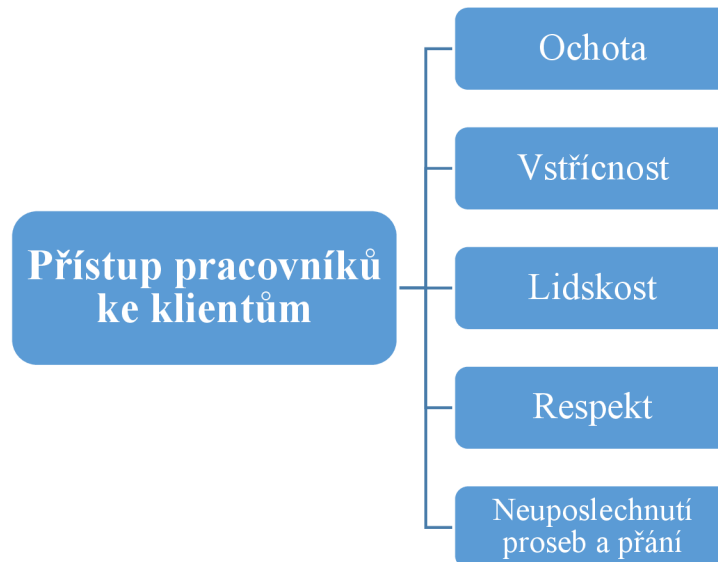 Přístup pracovníků
ke klientům
Ochota
Vstřícnost
Lidskost
Respekt
Neuposlechnutí
proseb a přání